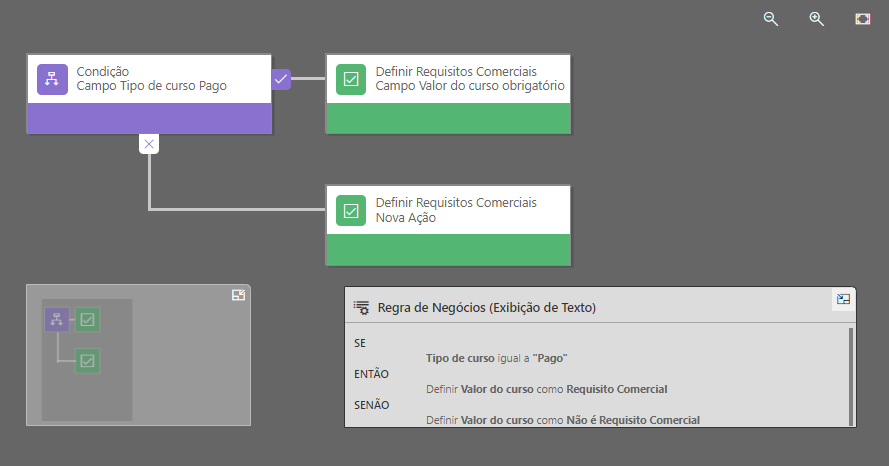 Condição
Campo Tipo de curso Pago
Definir Requisitos Comerciais
Campo Valor do curso obrigatório
Definir Requisitos Comerciais
Nova Ação
Regra de Negócios (Exibição de Texto)
SE
Tipo de curso igual a "Pago"
ENTÃO
Definir Valor do curso como Requisito Comercial
SENÃO
Definir Valor do curso como Não é Requisito Comercial